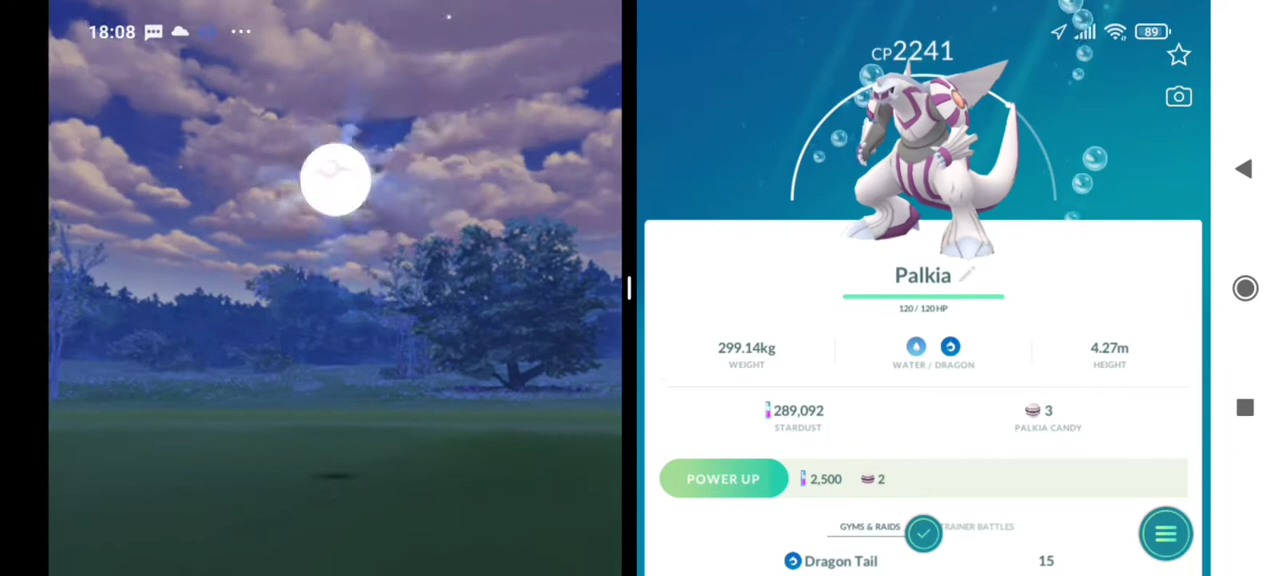 18:08
89
CP2241
Palkia
120 / 120 HP
299.14kg
WEIGHT
WATER / DRAGON
4.27m
HEIGHT
289,092
STARDUST
3
PALKIA CANDY
POWER UP
2,500
2
GYMS & RAIDS
TRAINER BATTLES
Dragon Tail
15